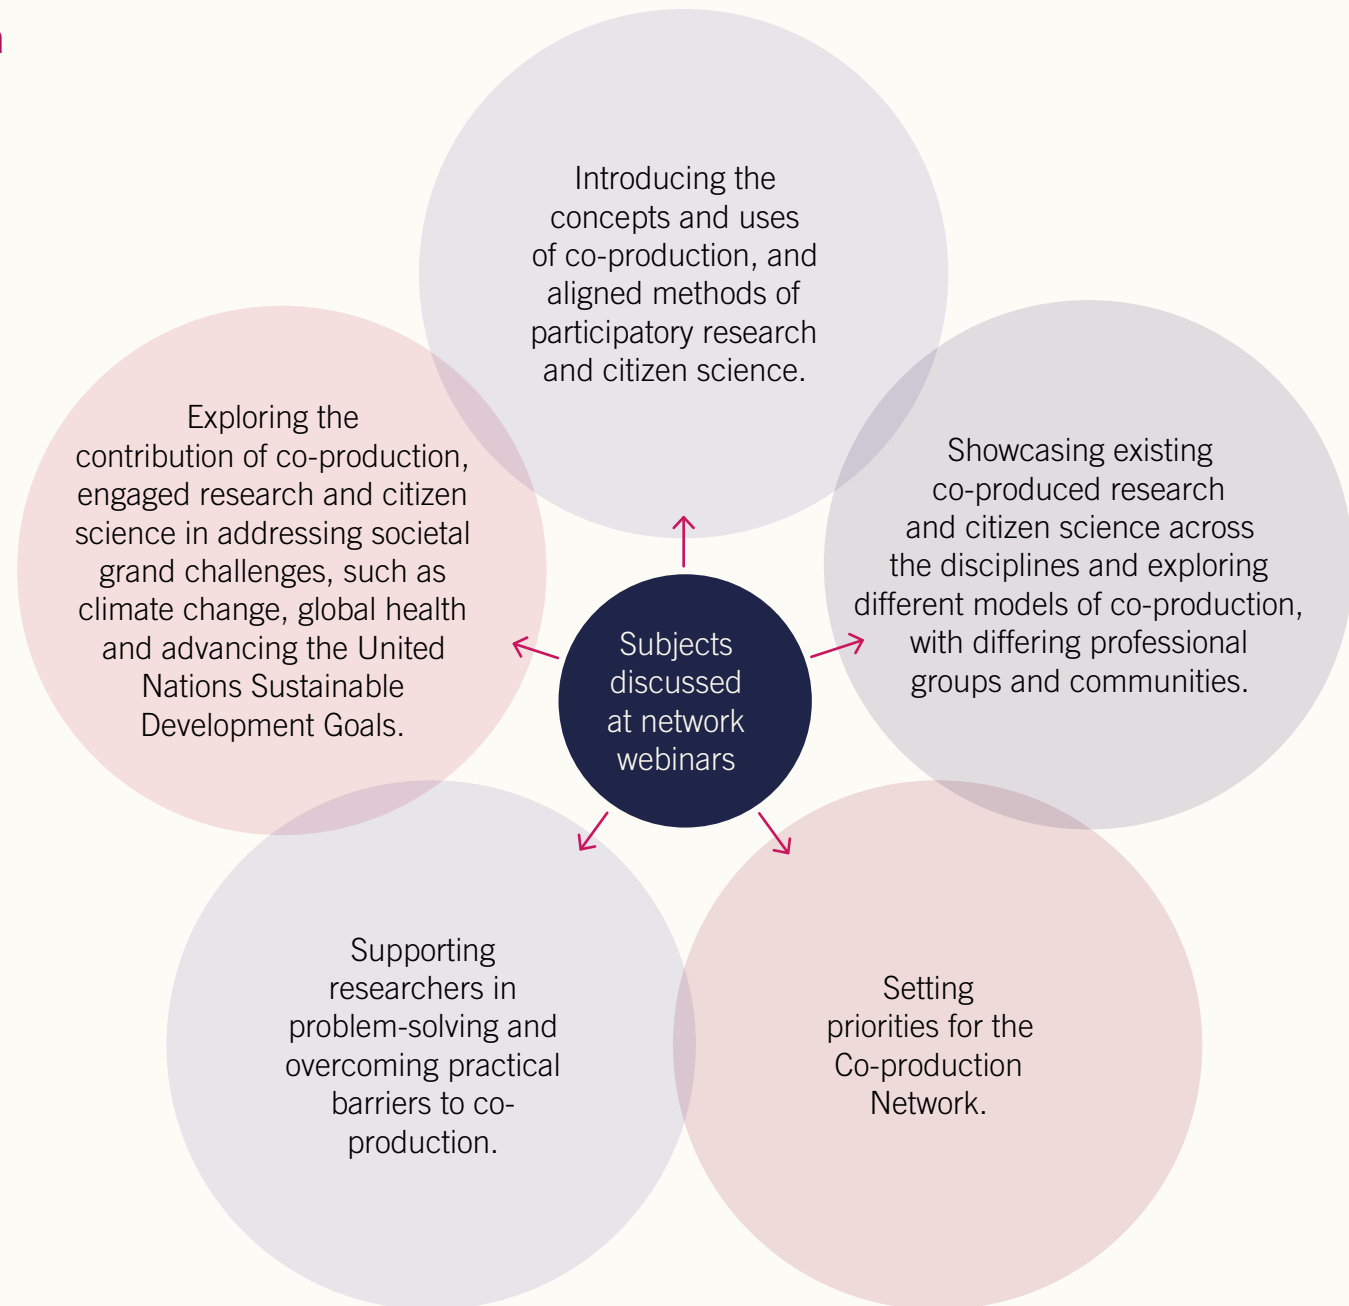 Introducing the
concepts and uses
of co-production, and
aligned methods of
participatory research
and citizen science.
Showcasing existing
co-produced research
and citizen science across
the disciplines and exploring
different models of co-production,
with differing professional
groups and communities.
Setting
priorities for the
Co-production
Network.
Supporting
researchers in
problem-solving and
overcoming practical
barriers to co-
production.
Exploring the
contribution of co-production,
engaged research and citizen
science in addressing societal
grand challenges, such as
climate change, global health
and advancing the United
Nations Sustainable
Development Goals.
Subjects
discussed
at network
webinars